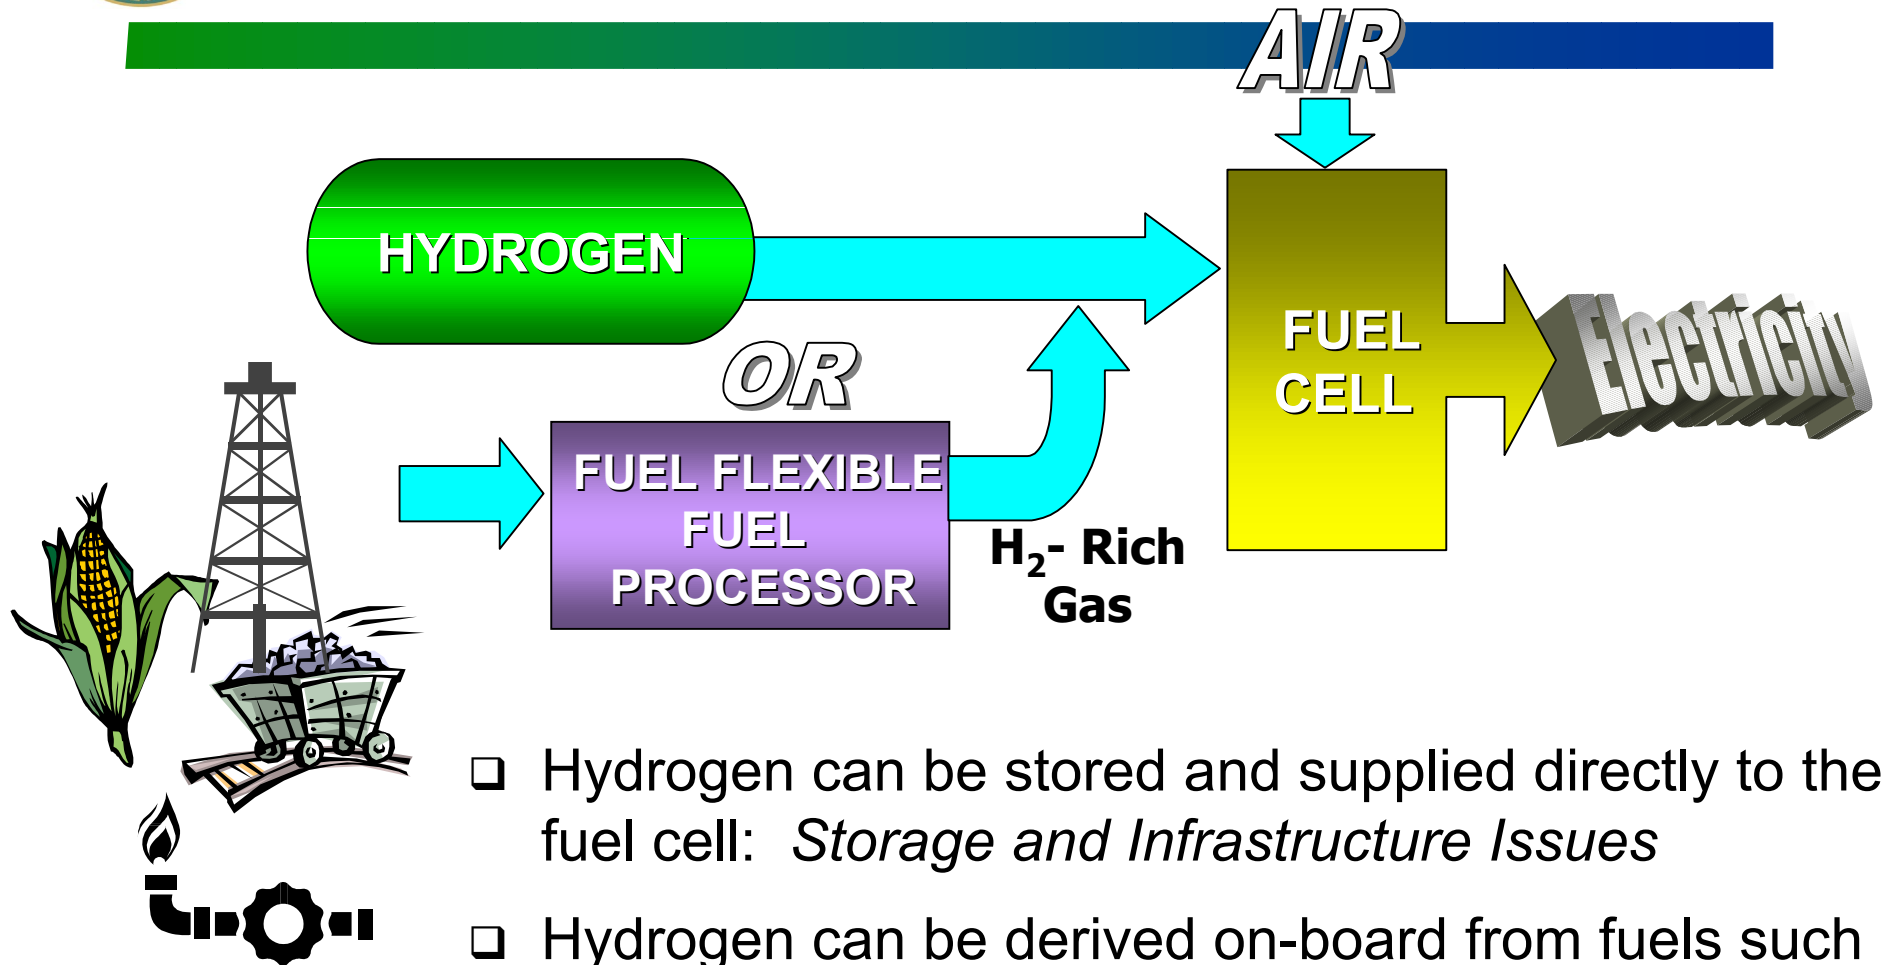 AIR
HYDROGEN
OR
FUEL
CELL
Electricity
FUEL FLEXIBLE
FUEL
PROCESSOR
H₂- Rich
Gas
❑ Hydrogen can be stored and supplied directly to the
fuel cell: Storage and Infrastructure Issues
❑ Hydrogen can be derived on-board from fuels such